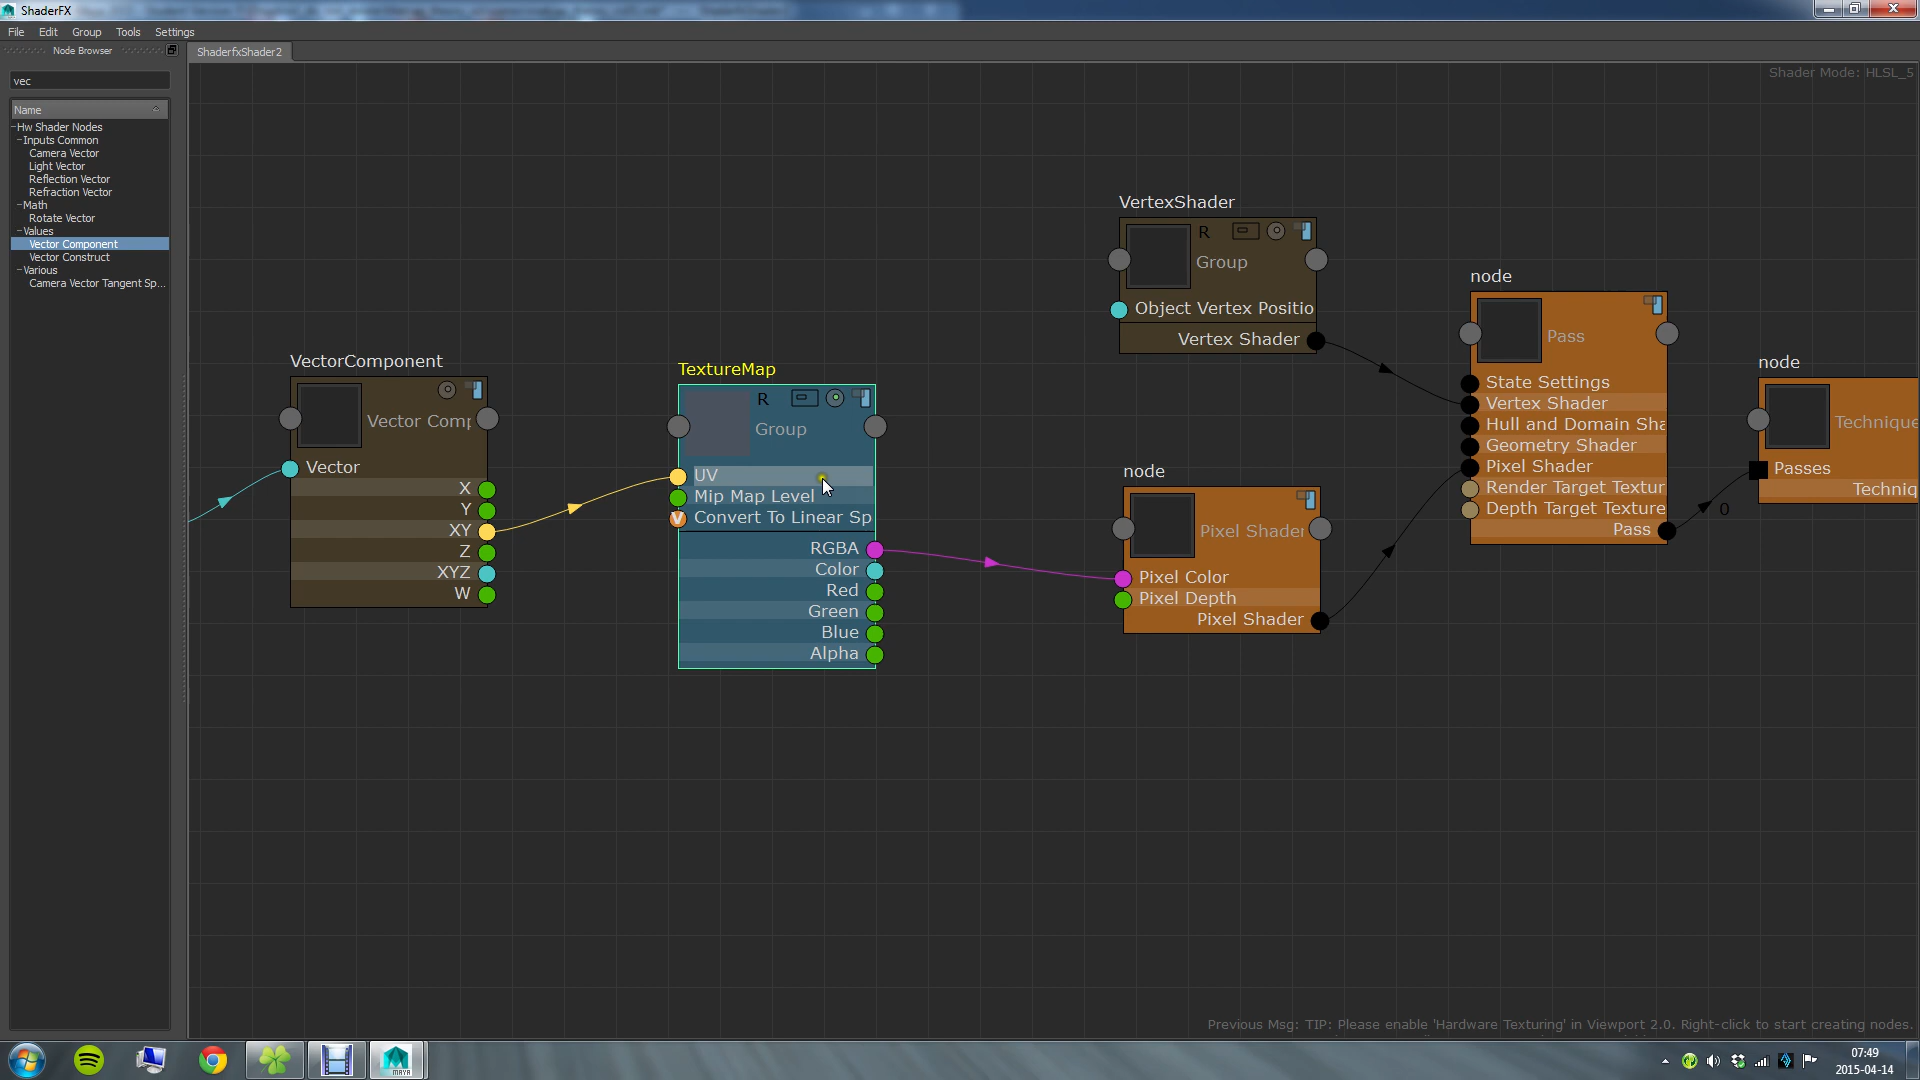 ShaderFX
File Edit Group Tools Settings
Node Browser
ShaderfxShader2
vec
Shader Mode: HLSL_5
Name
Hw Shader Nodes
Inputs Common
Camera Vector
Light Vector
Reflection Vector
Refraction Vector
Math
Rotate Vector
Values
Vector Component
Vector Construct
Various
Camera Vector Tangent Sp...
VectorComponent
Vector Comp
Vector
X
Y
XY
Z
XYZ
W
TextureMap
R
Group
UV
Mip Map Level
V
Convert To Linear Sp
RGBA
Color
Red
Green
Blue
Alpha
VertexShader
R
Group
Object Vertex Positio
Vertex Shader
node
Pixel Shader
Pixel Color
Pixel Depth
Pixel Shader
node
Pass
State Settings
Vertex Shader
Hull and Domain Sha
Geometry Shader
Pixel Shader
Render Target Textur
Depth Target Texture
Pass
0
node
Technique
Passes
Techniq
Previous Msg: TIP: Please enable 'Hardware Texturing' in Viewport 2.0. Right-click to start creating nodes.
MAYA
07:49
2015-04-14